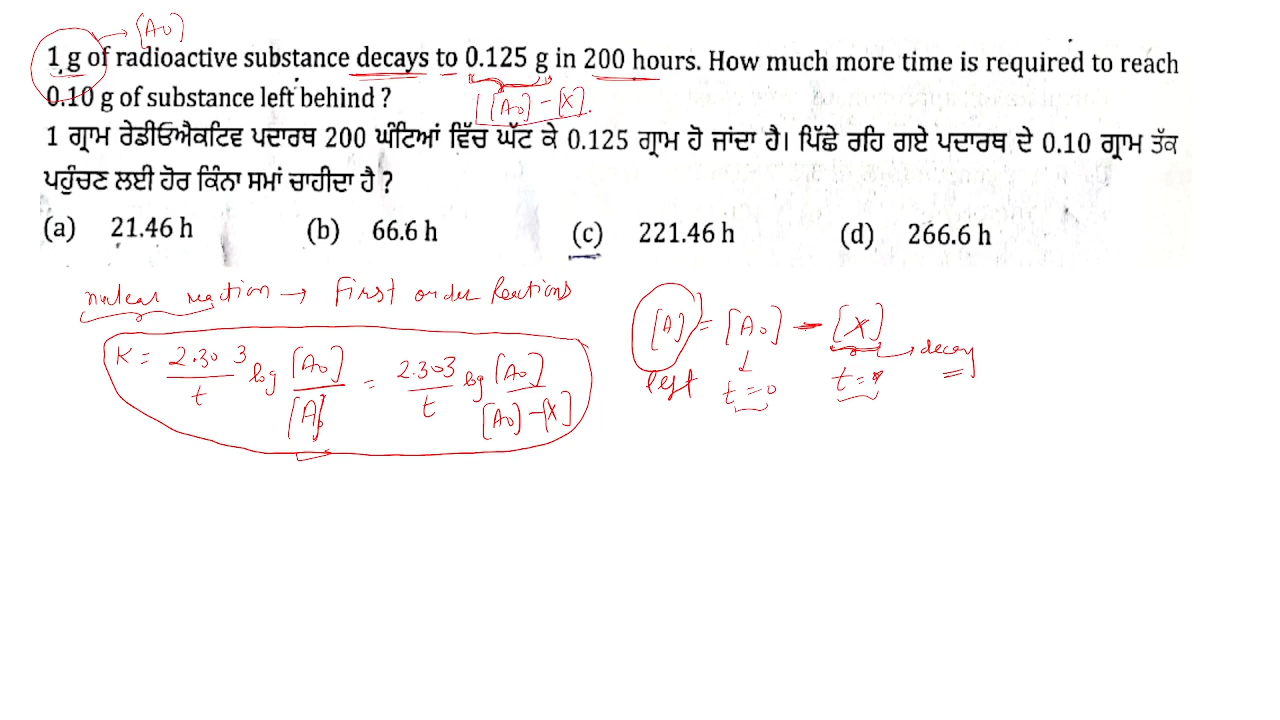 [A0]
1 g of radioactive substance decays to 0.125 g in 200 hours. How much more time is required to reach
0.10 g of substance left behind ?
[[A0] - [X].
1 ਗ੍ਰਾਮ ਰੇਡੀਓਐਕਟਿਵ ਪਦਾਰਥ 200 ਘੰਟਿਆਂ ਵਿੱਚ ਘੱਟ ਕੇ 0.125 ਗ੍ਰਾਮ ਹੋ ਜਾਂਦਾ ਹੈ। ਪਿੱਛੇ ਰਹਿ ਗਏ ਪਦਾਰਥ ਦੇ 0.10 ਗ੍ਰਾਮ ਤੱਕ
ਪਹੁੰਚਣ ਲਈ ਹੋਰ ਕਿੰਨਾ ਸਮਾਂ ਚਾਹੀਦਾ ਹੈ ?
(a) 21.46 h (b) 66.6 h (c) 221.46 h (d) 266.6 h
nuclear reaction → First order Reactions
K = 2.303/t log [A0]/[A] = 2.303/t log [A0]/[A0]-[X]
[A] = [A0] - [X] → decay
left t=0 t=